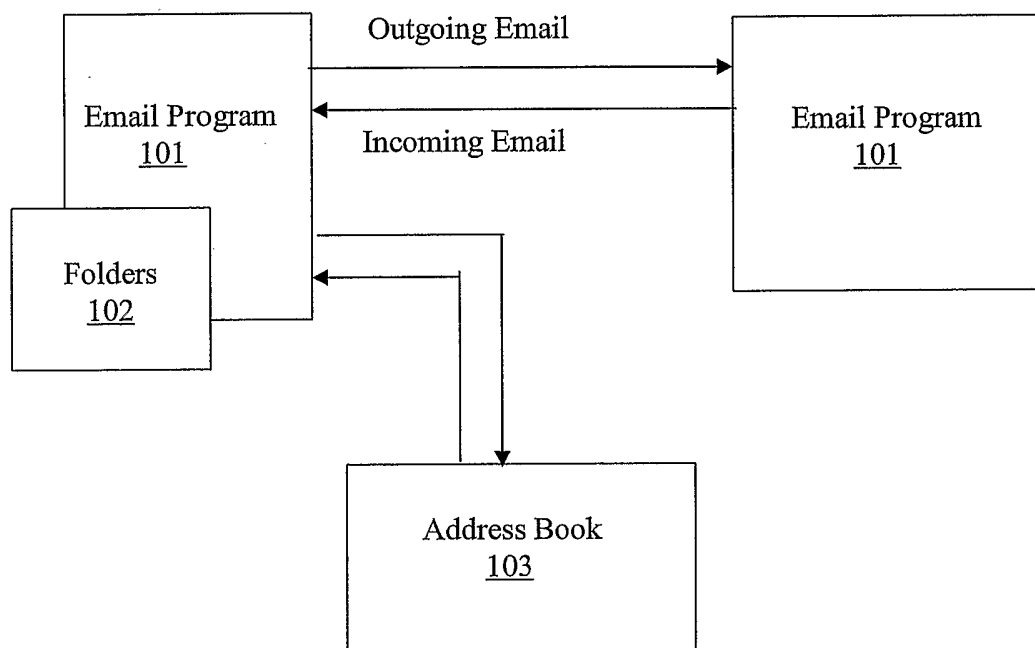 Outgoing Email
Email Program
101
Incoming Email
Email Program
101
Folders
102
Address Book
103